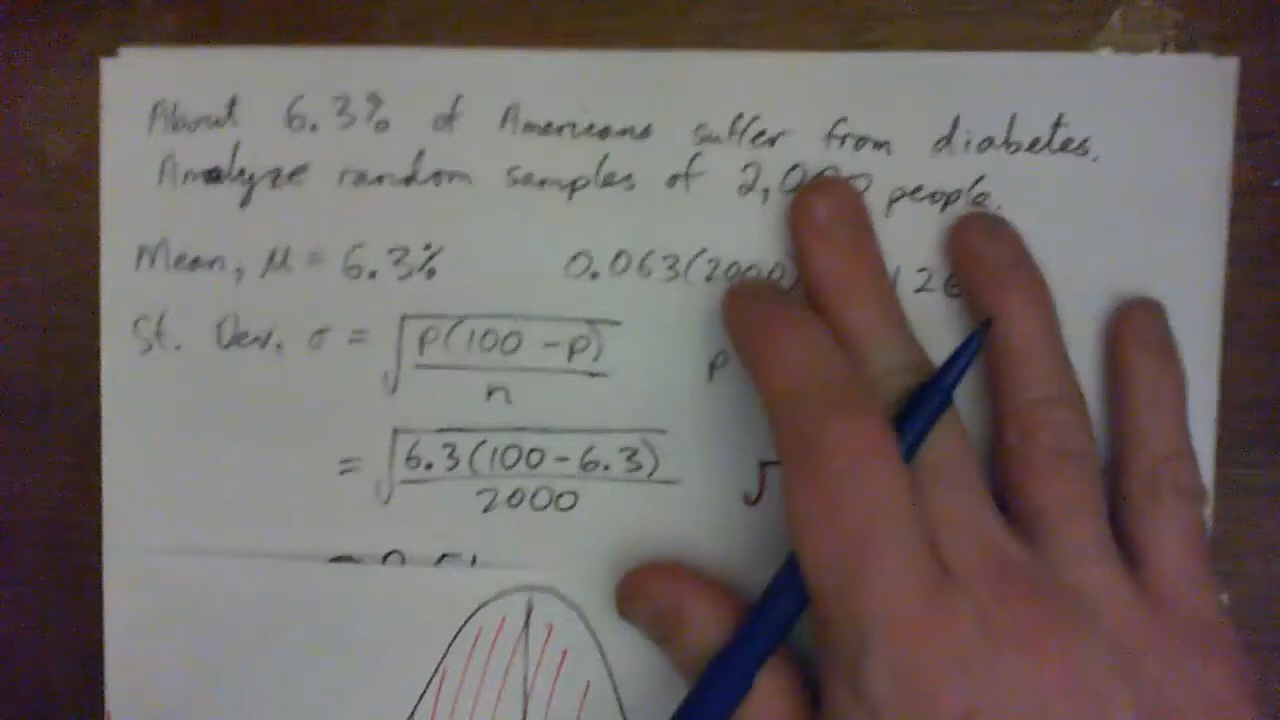 About 6.3% of Americans suffer from diabetes.
Analyze random samples of 2,000 people.
Mean, μ = 6.3% 0.063(2000) 126
St. Dev. σ = √(p(100 - p) / n) p
= √(6.3(100 - 6.3) / 2000) √